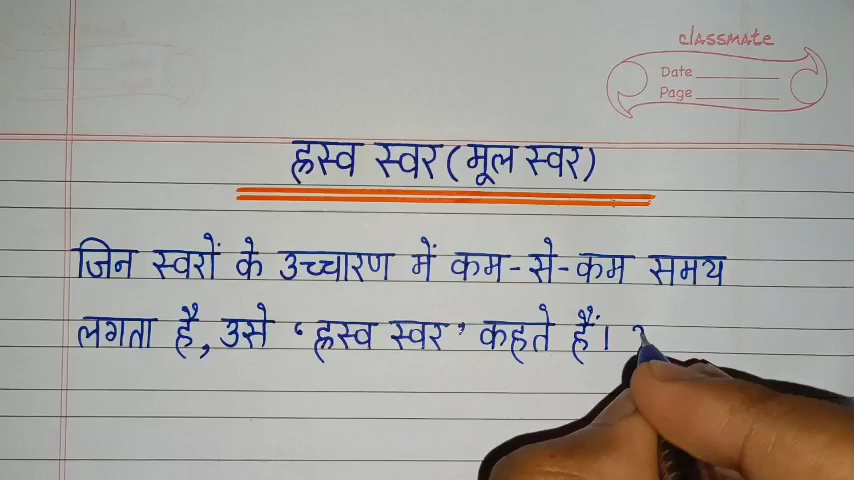 classmate
Date
Page
ह्रस्व स्वर (मूल स्वर)
जिन स्वरों के उच्चारण में कम-से-कम समय
लगता है, उसे ‘ह्रस्व स्वर’ कहते हैं।